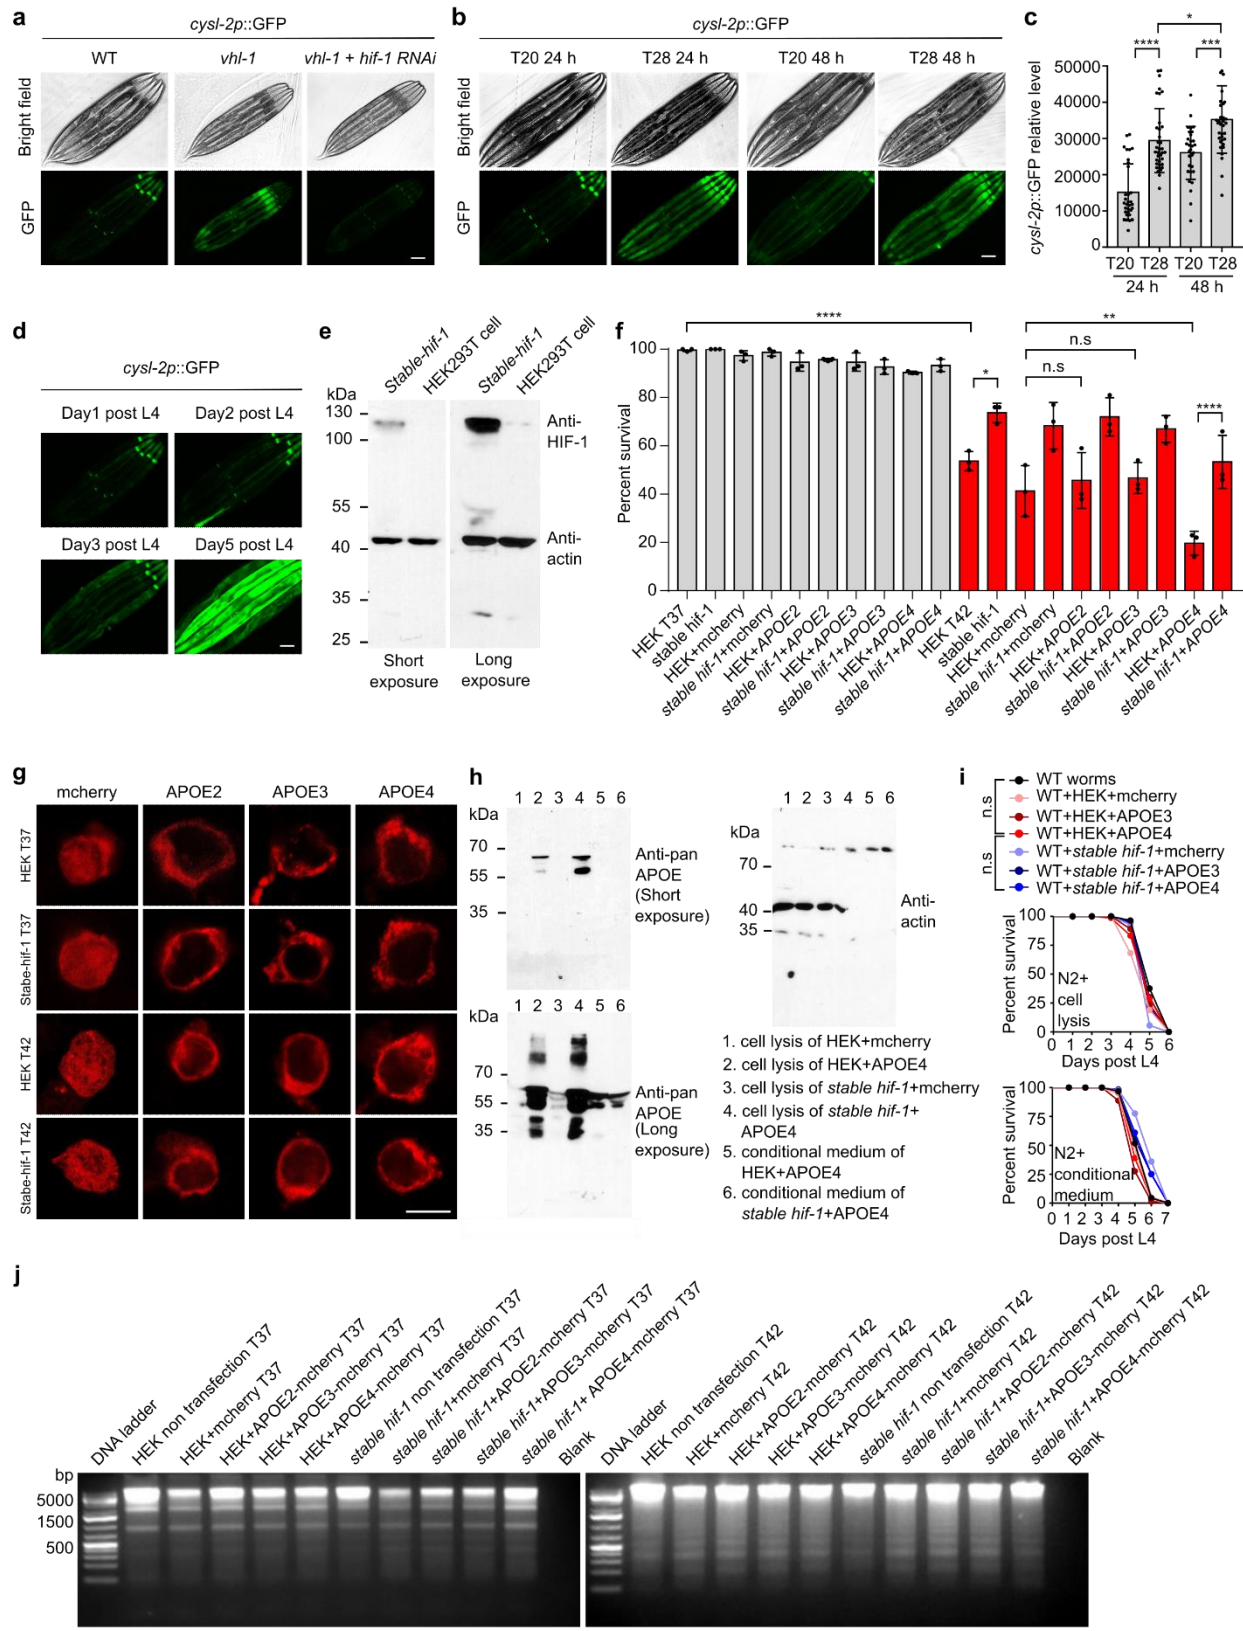 a
cysl-2p::GFP
WT vhl-1 vhl-1 + hif-1 RNAi
Bright field
GFP
b
cysl-2p::GFP
T20 24 h T28 24 h T20 48 h T28 48 h
Bright field
GFP
c
*
**** ***
cysl-2p::GFP relative level
50000
40000
30000
20000
10000
0
T20 T28 T20 T28
24 h 48 h
d
cysl-2p::GFP
Day1 post L4 Day2 post L4
Day3 post L4 Day5 post L4
e
Stable-hif-1
HEK293T cell
Stable-hif-1
HEK293T cell
kDa
130
100
55
40
35
25
Anti-
HIF-1
Anti-
actin
Short
exposure
Long
exposure
f
**** **
n.s
n.s
* ****
Percent survival
100
80
60
40
20
0
HEK T37
stable hif-1
HEK+mcherry
stable hif-1+mcherry
HEK+APOE2
stable hif-1+APOE2
HEK+APOE3
stable hif-1+APOE3
HEK+APOE4
stable hif-1+APOE4
HEK T42
stable hif-1
HEK+mcherry
stable hif-1+mcherry
HEK+APOE2
stable hif-1+APOE2
HEK+APOE3
stable hif-1+APOE3
HEK+APOE4
stable hif-1+APOE4
g
mcherry APOE2 APOE3 APOE4
HEK T37
Stabe-hif-1 T37
HEK T42
Stabe-hif-1 T42
h
1 2 3 4 5 6
kDa
70
55
35
Anti-pan
APOE
(Short
exposure)
1 2 3 4 5 6
kDa
70
55
35
Anti-pan
APOE
(Long
exposure)
1 2 3 4 5 6
kDa
70
40
35
Anti-
actin
1. cell lysis of HEK+mcherry
2. cell lysis of HEK+APOE4
3. cell lysis of stable hif-1+mcherry
4. cell lysis of stable hif-1+
APOE4
5. conditional medium of
HEK+APOE4
6. conditional medium of
stable hif-1+APOE4
i
n.s
n.s
WT worms
WT+HEK+mcherry
WT+HEK+APOE3
WT+HEK+APOE4
WT+stable hif-1+mcherry
WT+stable hif-1+APOE3
WT+stable hif-1+APOE4
Percent survival
100
75
50
25
0
N2+
cell
lysis
0 1 2 3 4 5 6
Days post L4
Percent survival
100
75
50
25
0
N2+
conditional
medium
0 1 2 3 4 5 6 7
Days post L4
j
DNA ladder
HEK non transfection T37
HEK+mcherry T37
HEK+APOE2-mcherry T37
HEK+APOE3-mcherry T37
HEK+APOE4-mcherry T37
stable hif-1 non transfection T37
stable hif-1+mcherry T37
stable hif-1+APOE2-mcherry T37
stable hif-1+APOE3-mcherry T37
stable hif-1+ APOE4-mcherry T37
Blank
DNA ladder
HEK non transfection T42
HEK+mcherry T42
HEK+APOE2-mcherry T42
HEK+APOE3-mcherry T42
HEK+APOE4-mcherry T42
stable hif-1 non transfection T42
stable hif-1+mcherry T42
stable hif-1+APOE2-mcherry T42
stable hif-1+APOE3-mcherry T42
stable hif-1+APOE4-mcherry T42
Blank
bp
5000
1500
500